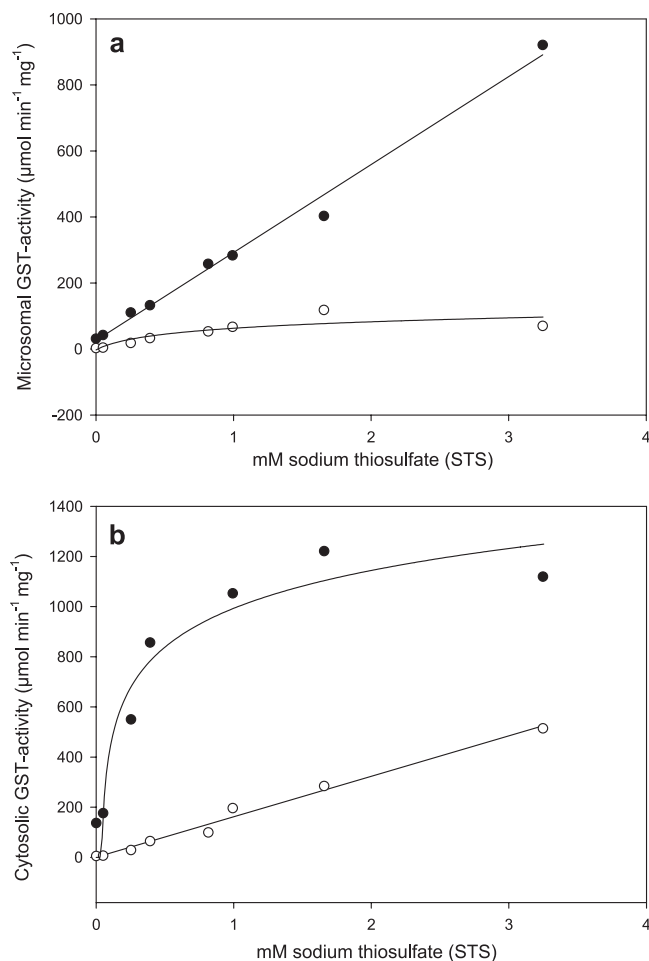 a
1000
800
600
400
200
0
-200
Microsomal GST-activity (µmol min⁻¹ mg⁻¹)
0 1 2 3 4
mM sodium thiosulfate (STS)
b
1400
1200
1000
800
600
400
200
0
Cytosolic GST-activity (µmol min⁻¹ mg⁻¹)
0 1 2 3 4
mM sodium thiosulfate (STS)